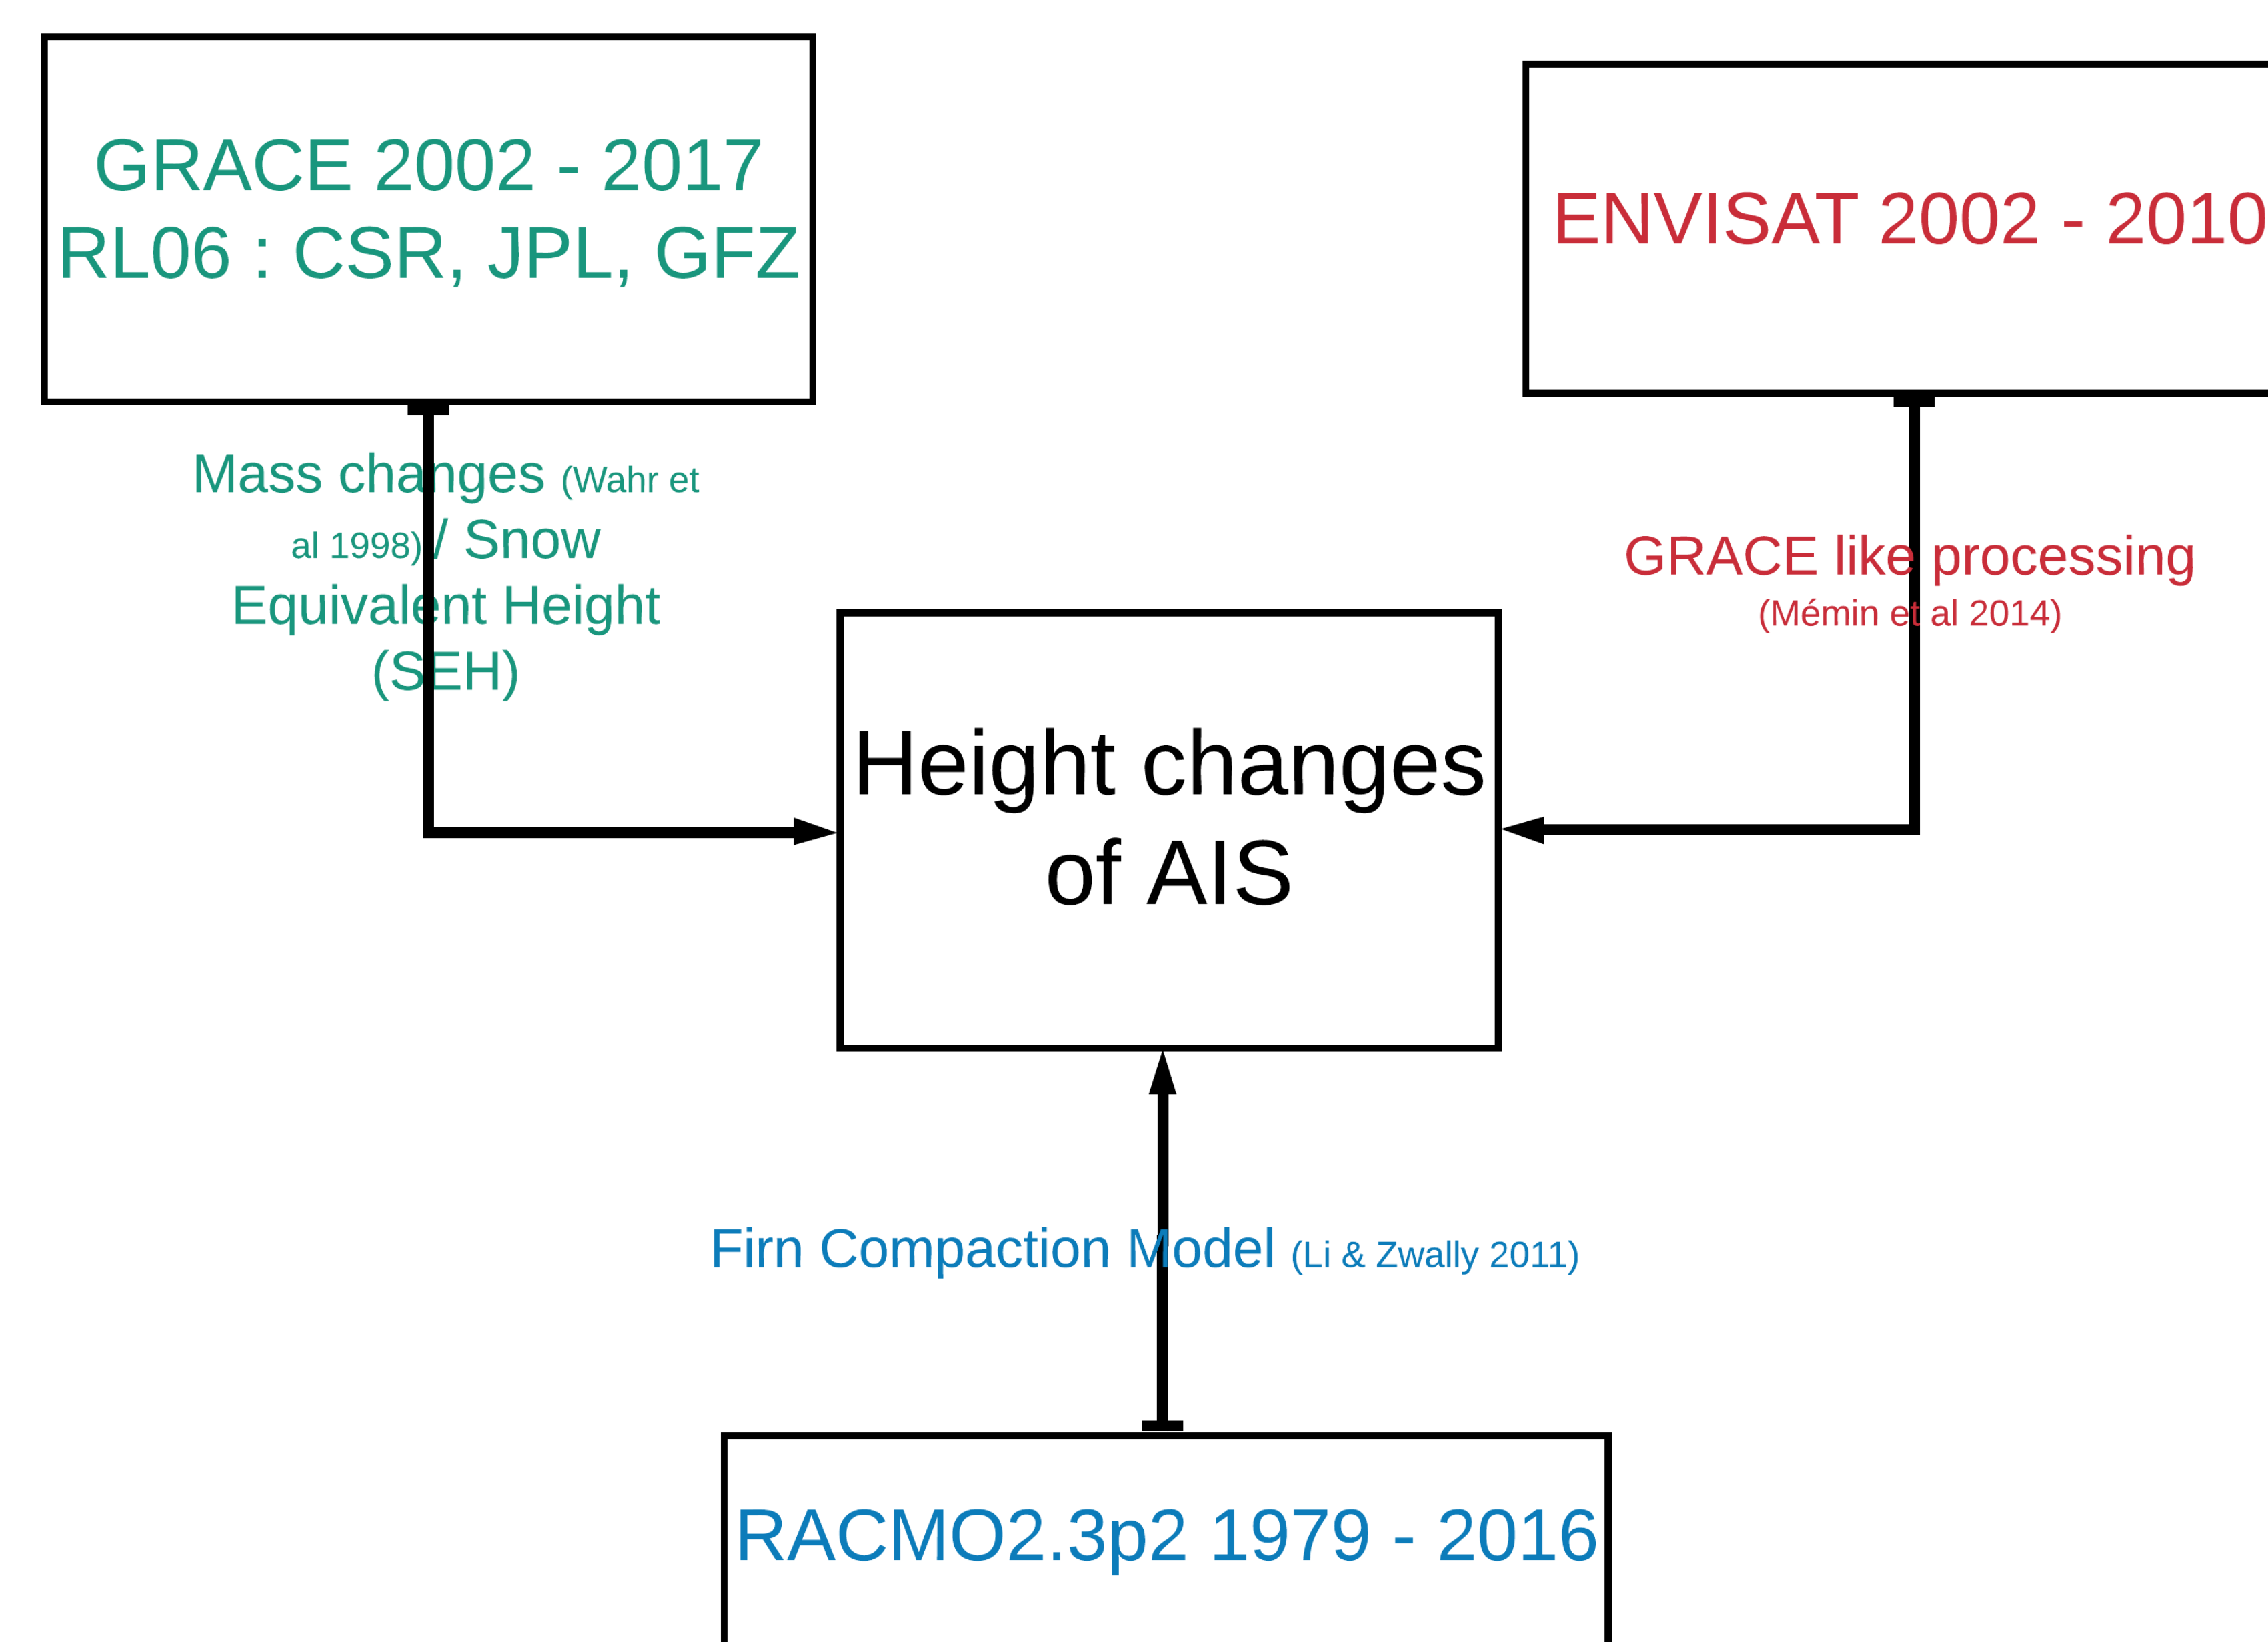 GRACE 2002 - 2017
RL06 : CSR, JPL, GFZ
ENVISAT 2002 - 2010
Mass changes (Wahr et
al 1998) / Snow
Equivalent Height
(SEH)
GRACE like processing
(Mémin et al 2014)
Height changes
of AIS
Firn Compaction Model (Li & Zwally 2011)
RACMO2.3p2 1979 - 2016